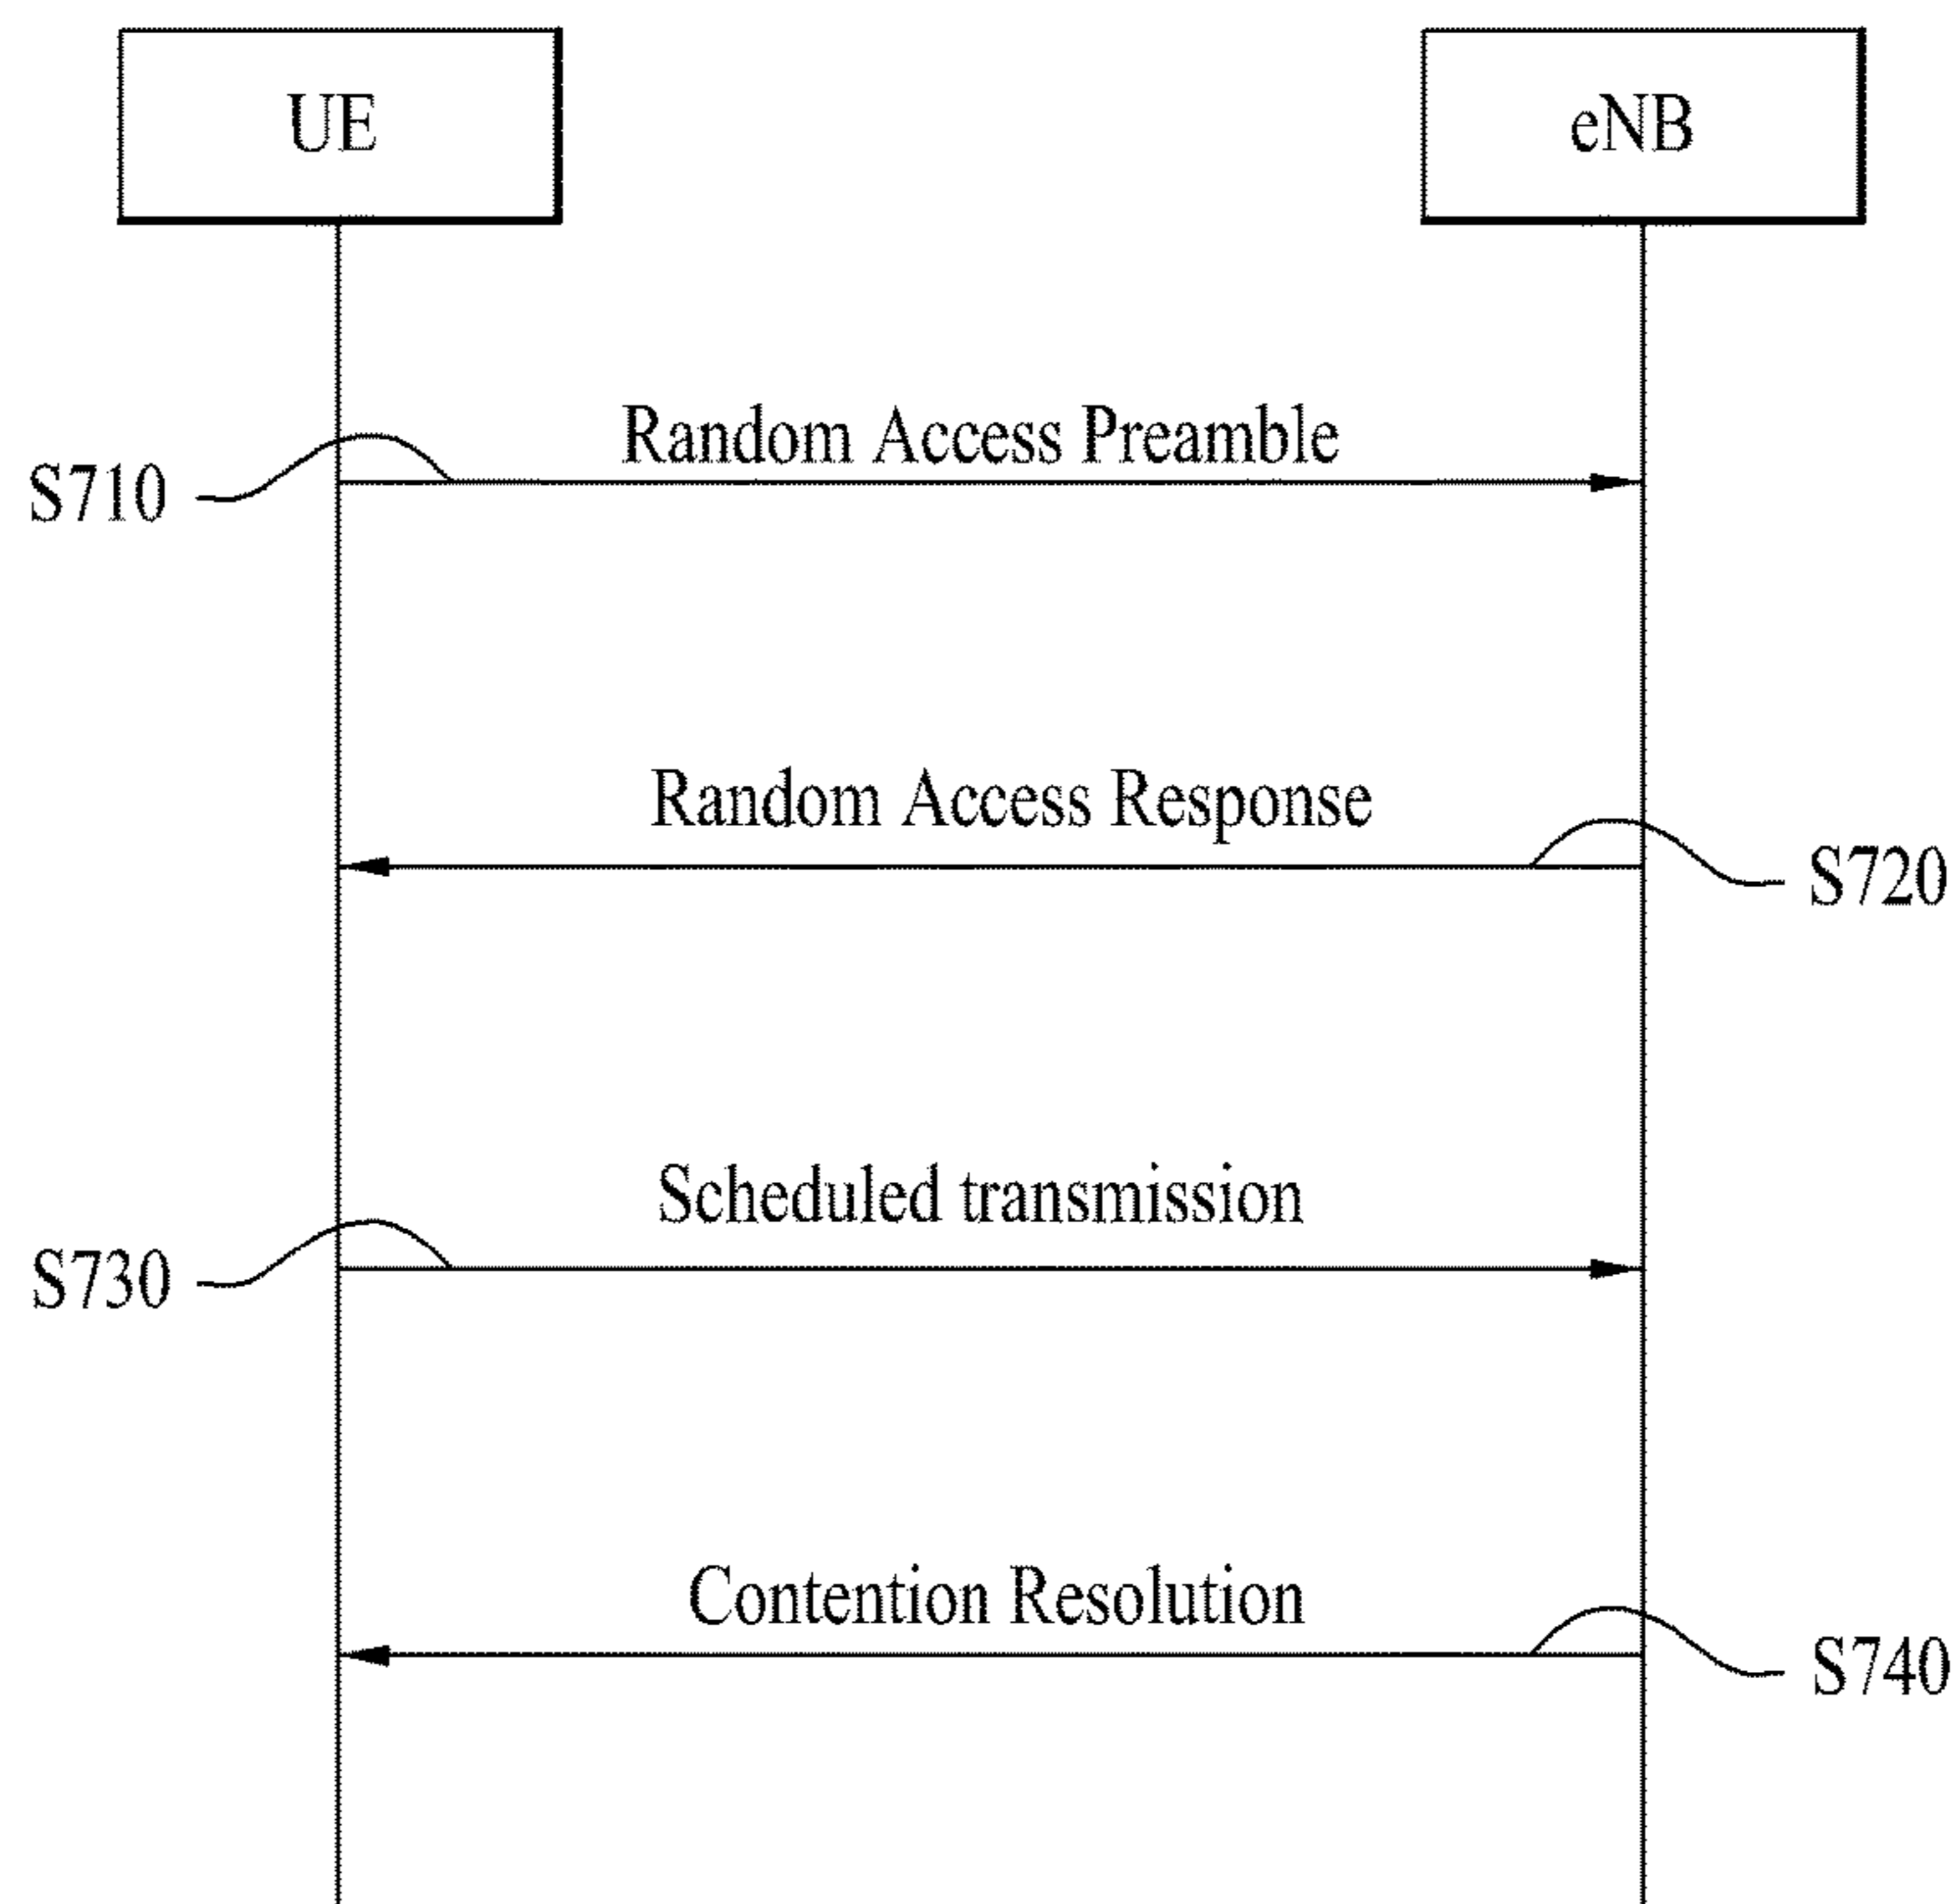 UE
eNB
Random Access Preamble
S710
Random Access Response
S720
Scheduled transmission
S730
Contention Resolution
S740